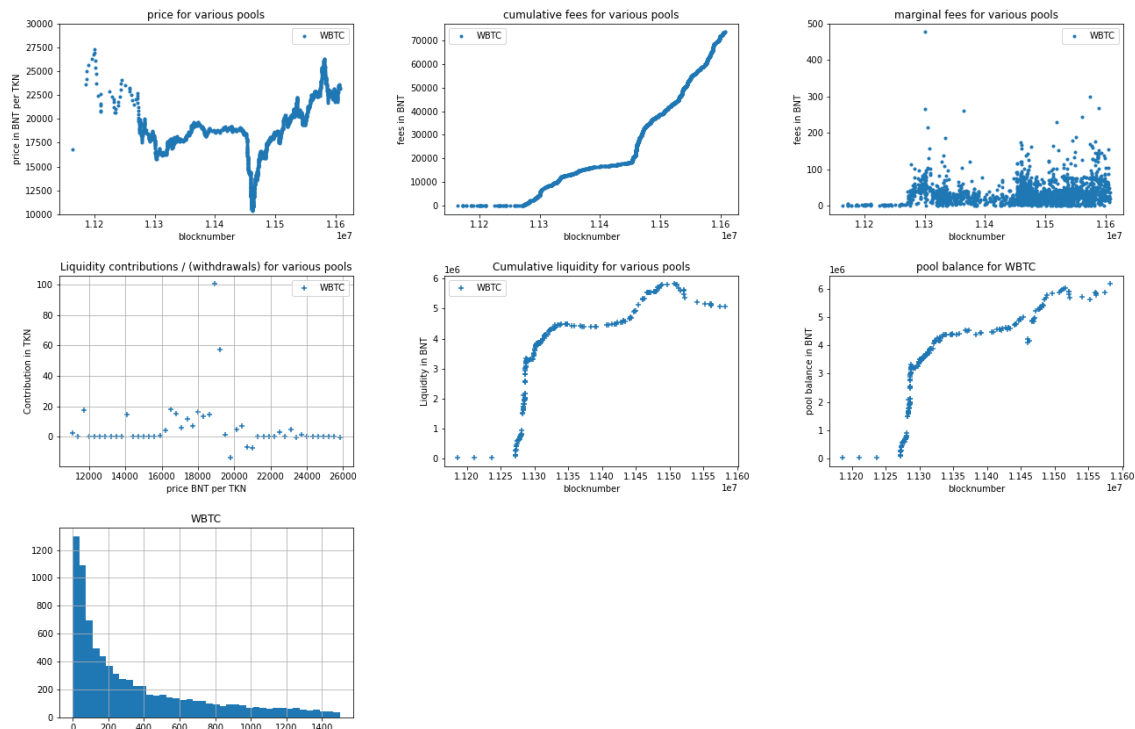 price for various pools
30000
27500
25000
22500
20000
17500
15000
12500
10000
price in BNT per TKN
WBTC
1.12 1.13 1.14 1.15 1.16
blocknumber
1e7
cumulative fees for various pools
70000
60000
50000
40000
30000
20000
10000
0
fees in BNT
WBTC
1.12 1.13 1.14 1.15 1.16
blocknumber
1e7
marginal fees for various pools
500
400
300
200
100
0
fees in BNT
WBTC
1.12 1.13 1.14 1.15 1.16
blocknumber
1e7
Liquidity contributions / (withdrawals) for various pools
100
80
60
40
20
0
Contribution in TKN
WBTC
12000 14000 16000 18000 20000 22000 24000 26000
price BNT per TKN
Cumulative liquidity for various pools
1e6
6
5
4
3
2
1
0
Liquidity in BNT
WBTC
1.120 1.125 1.130 1.135 1.140 1.145 1.150 1.155 1.160
blocknumber
1e7
pool balance for WBTC
1e6
6
5
4
3
2
1
0
pool balance in BNT
WBTC
1.120 1.125 1.130 1.135 1.140 1.145 1.150 1.155 1.160
blocknumber
1e7
WBTC
1200
1000
800
600
400
200
0
0 200 400 600 800 1000 1200 1400